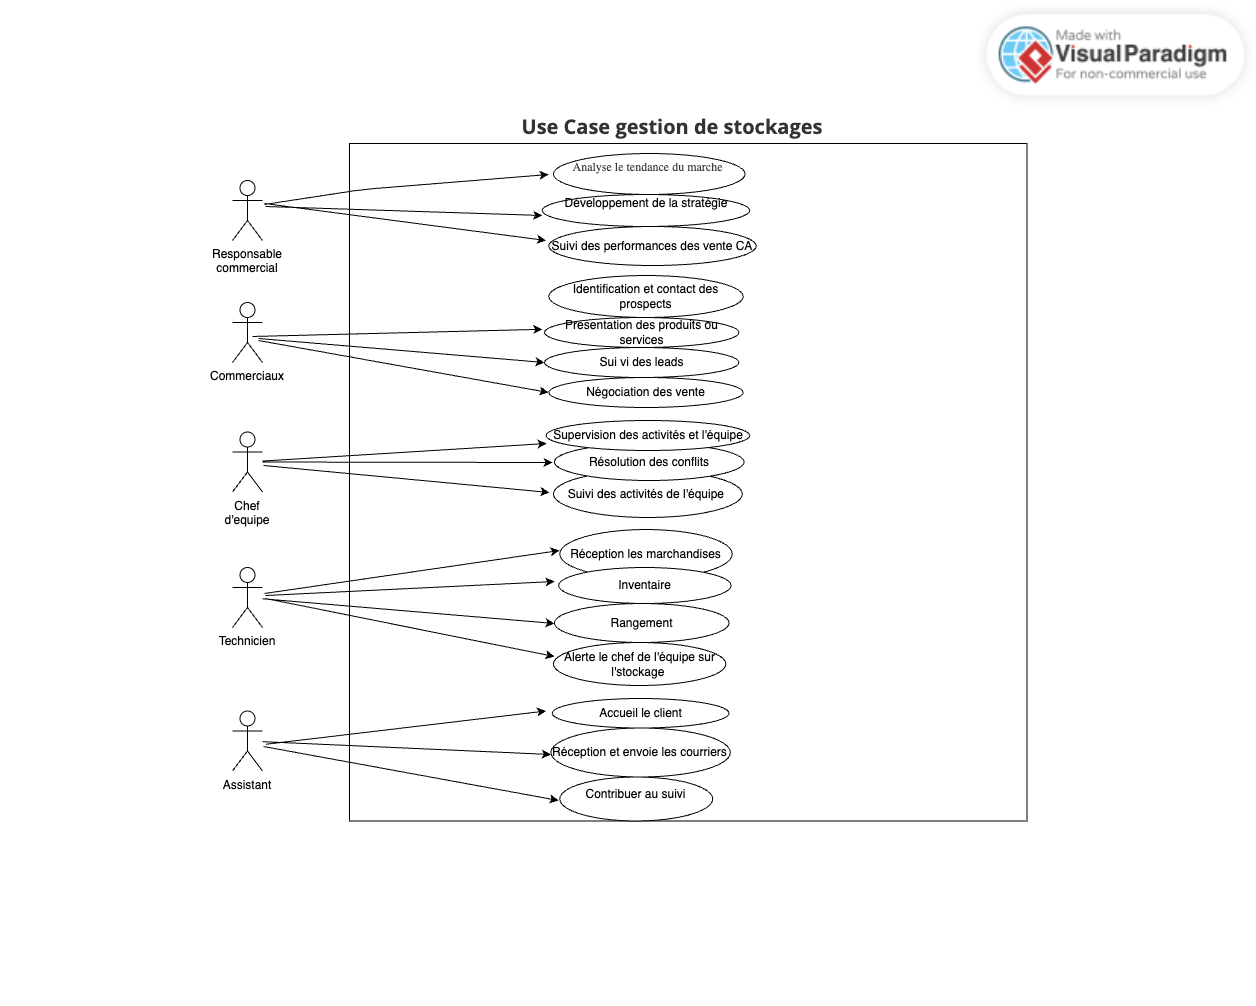 Made with
Visual Paradigm
For non-commercial use
Use Case gestion de stockages
Analyse le tendance du marche
Développement de la stratégie
Suivi des performances des vente CA
Responsable
commercial
Identification et contact des
prospects
Présentation des produits ou
services
Sui vi des leads
Négociation des vente
Commerciaux
Supervision des activités et l'équipe
Résolution des conflits
Suivi des activités de l'équipe
Chef
d'equipe
Réception les marchandises
Inventaire
Rangement
Alerte le chef de l'équipe sur
l'stockage
Technicien
Accueil le client
Réception et envoie les courriers
Contribuer au suivi
Assistant